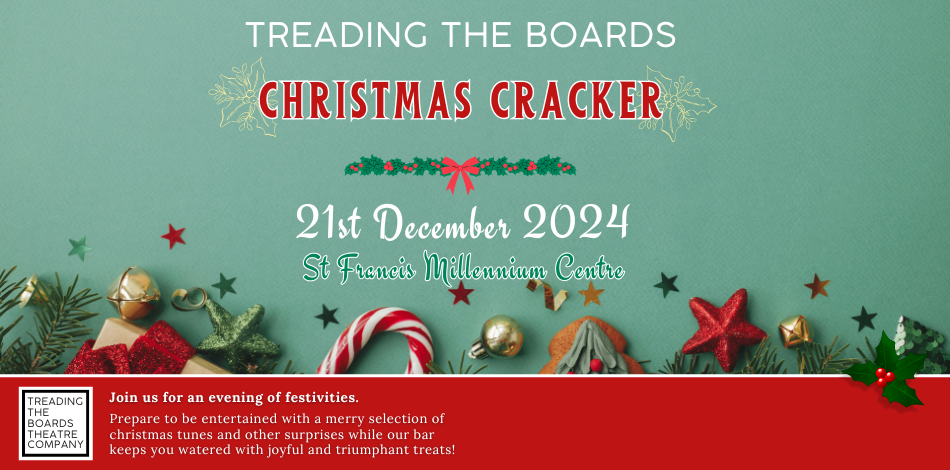 TREADING THE BOARDS
CHRISTMAS CRACKER
21st December 2024
St Francis Millennium Centre
TREADING
THE
BOARDS
THEATRE
COMPANY
Join us for an evening of festivities.
Prepare to be entertained with a merry selection of
christmas tunes and other surprises while our bar
keeps you watered with joyful and triumphant treats!